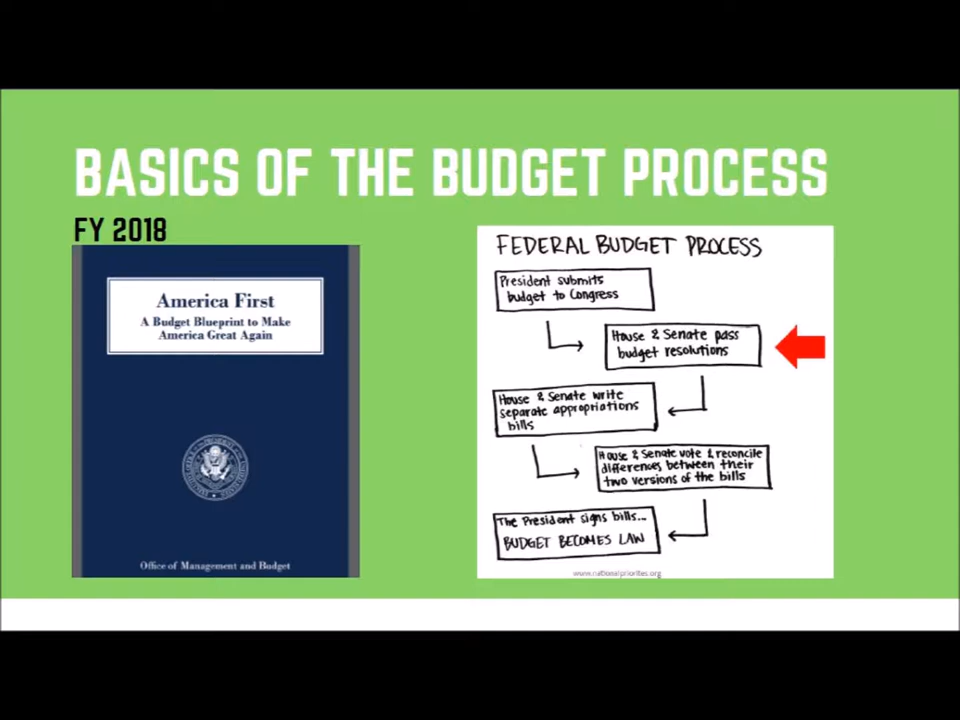 BASICS OF THE BUDGET PROCESS
FY 2018
America First
A Budget Blueprint to Make
America Great Again
Office of Management and Budget
FEDERAL BUDGET PROCESS
President submits
budget to Congress
House & Senate pass
budget resolutions
House & Senate write
separate appropriations
bills
House & Senate vote & reconcile
differences between their
two versions of the bills
The President signs bills...
BUDGET BECOMES LAW
www.nationalpriorities.org